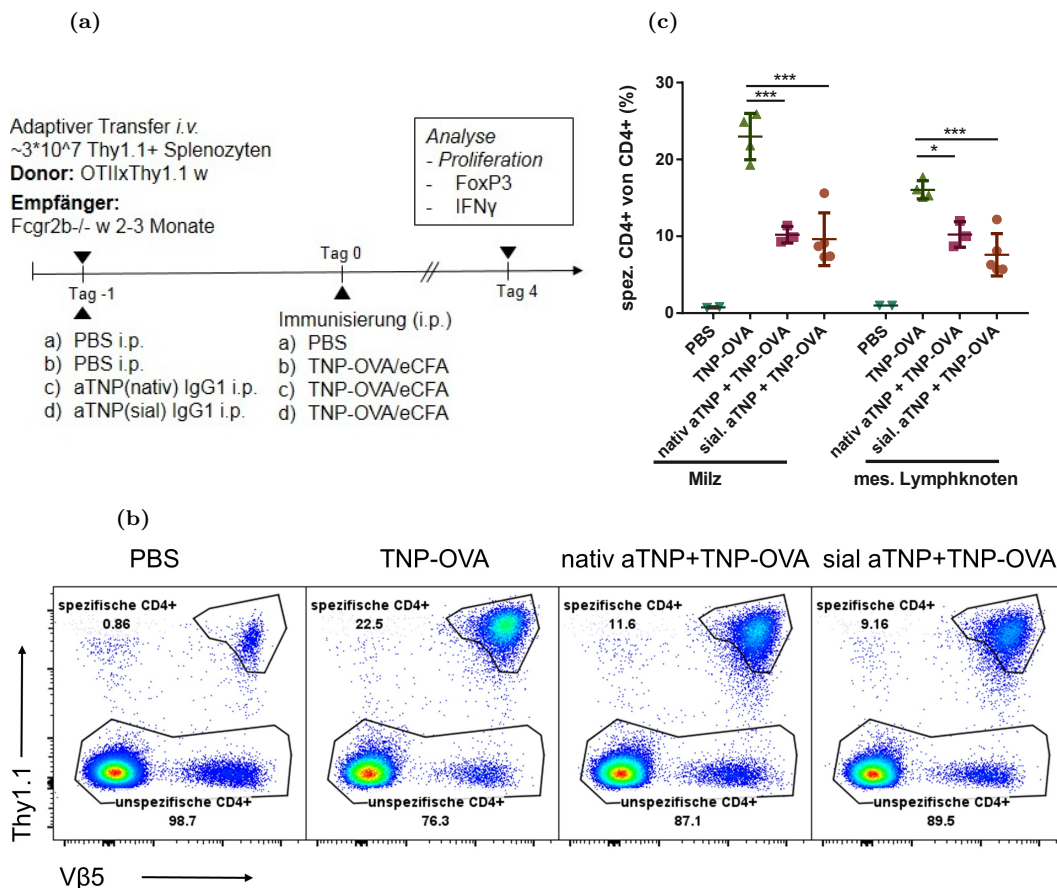 (a)
Adaptiver Transfer i.v.
~3*10^7 Thy1.1+ Splenozyten
Donor: OTIIxThy1.1 w
Empfänger:
Fcgr2b-/- w 2-3 Monate
Analyse
- Proliferation
- FoxP3
- IFNγ
Tag -1
Tag 0
Tag 4
a) PBS i.p.
b) PBS i.p.
c) aTNP(nativ) IgG1 i.p.
d) aTNP(sial) IgG1 i.p.
Immunisierung (i.p.)
a) PBS
b) TNP-OVA/eCFA
c) TNP-OVA/eCFA
d) TNP-OVA/eCFA
(c)
spez. CD4+ von CD4+ (%)
30
20
10
0
***
***
***
*
PBS
TNP-OVA
nativ aTNP + TNP-OVA
sial. aTNP + TNP-OVA
PBS
TNP-OVA
nativ aTNP + TNP-OVA
sial. aTNP + TNP-OVA
Milz
mes. Lymphknoten
(b)
PBS
TNP-OVA
nativ aTNP+TNP-OVA
sial aTNP+TNP-OVA
spezifische CD4+
0.86
unspezifische CD4+
98.7
spezifische CD4+
22.5
unspezifische CD4+
76.3
spezifische CD4+
11.6
unspezifische CD4+
87.1
spezifische CD4+
9.16
unspezifische CD4+
89.5
Thy1.1
Vβ5